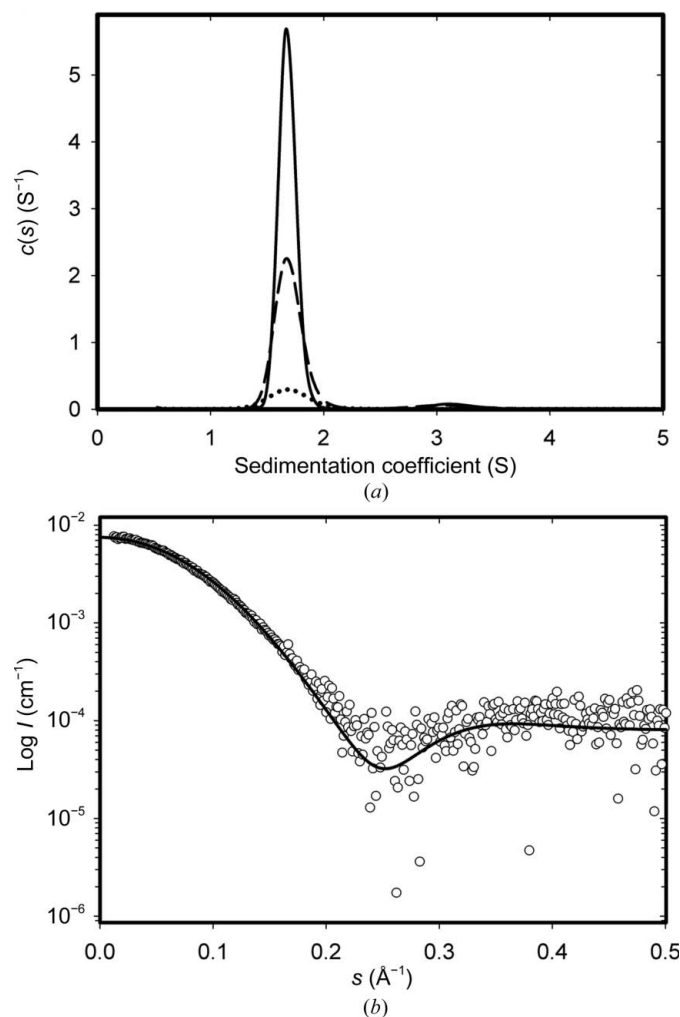 5
4
3
2
1
0
c(s) (S⁻¹)
0 1 2 3 4 5
Sedimentation coefficient (S)
(a)
10⁻²
10⁻³
10⁻⁴
10⁻⁵
10⁻⁶
Log I (cm⁻¹)
0.0 0.1 0.2 0.3 0.4 0.5
s (Å⁻¹)
(b)